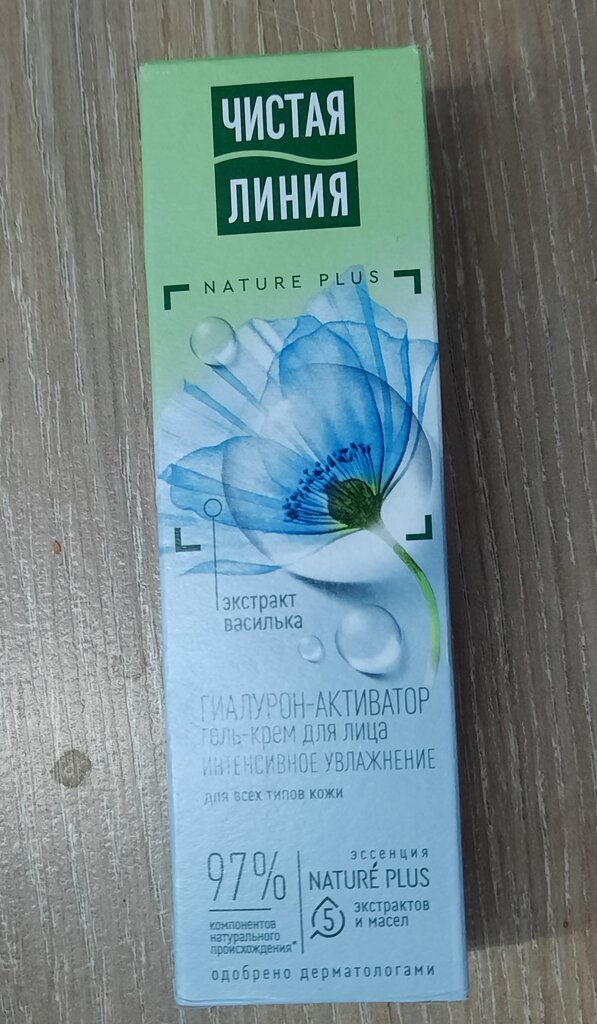 ЧИСТАЯ
ЛИНИЯ
NATURE PLUS
экстракт
василька
ГИАЛУРОН-АКТИВАТОР
гель-крем для лица
ИНТЕНСИВНОЕ УВЛАЖНЕНИЕ
для всех типов кожи
97%
компонентов
натурального
происхождения*
эссенция
NATURÉ PLUS
5 экстрактов
и масел
одобрено дерматологами